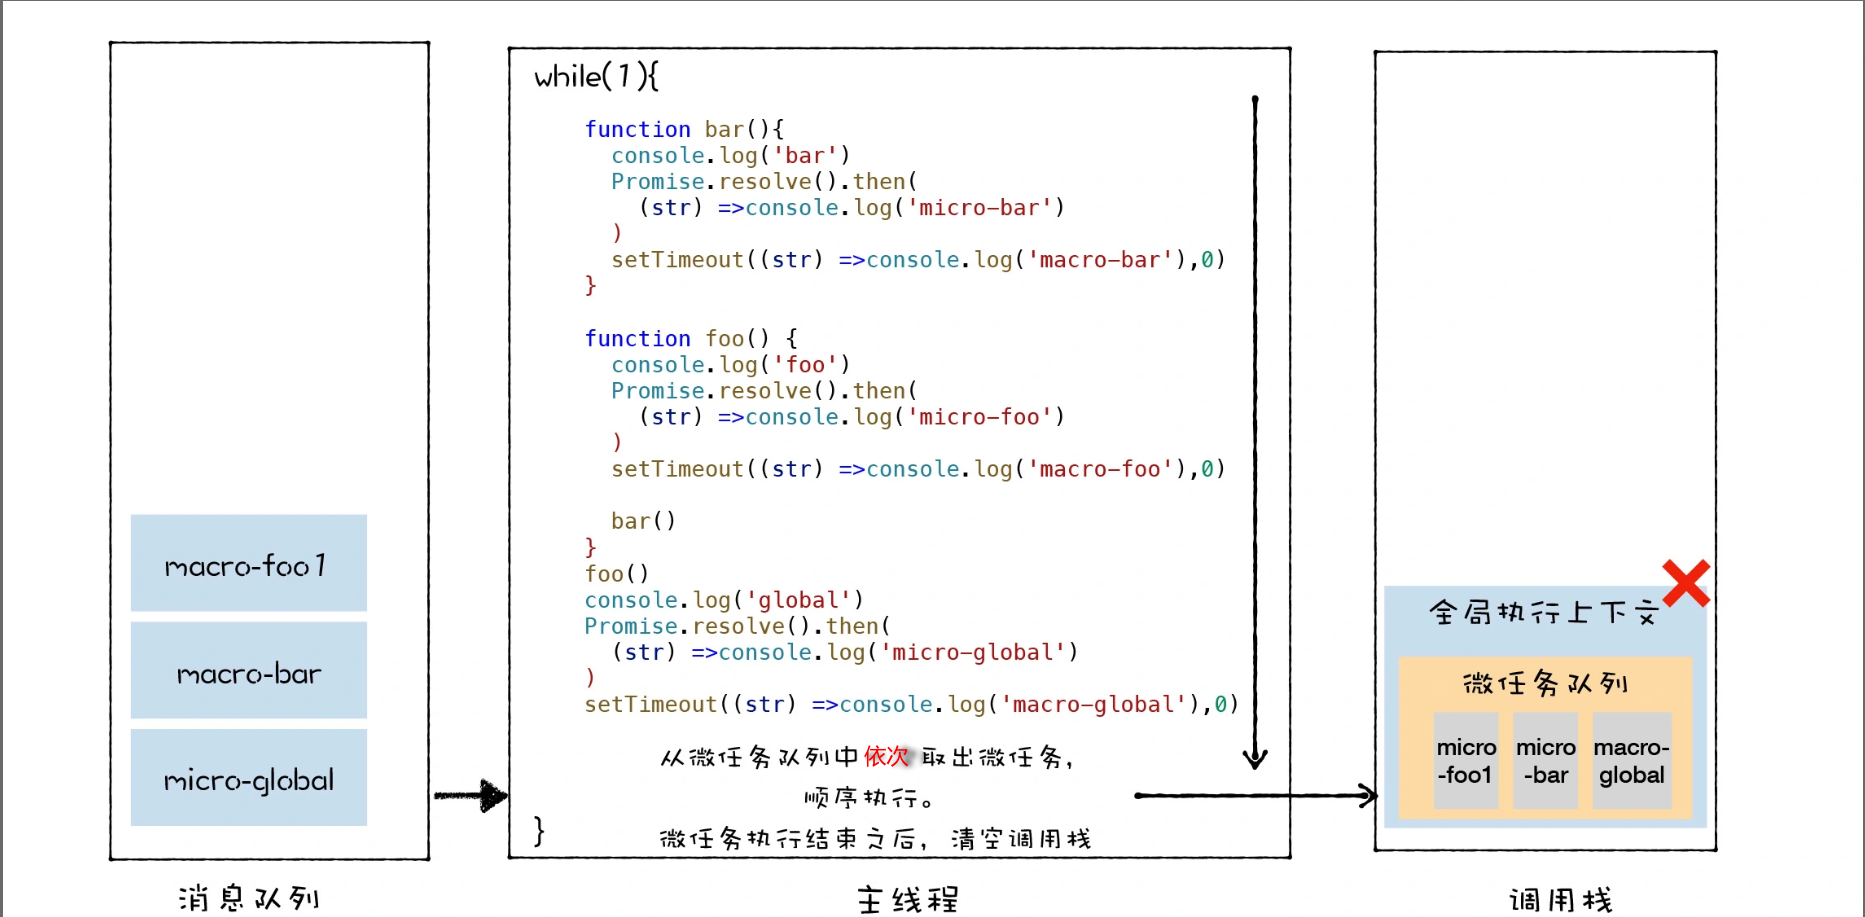 macro-foo1
macro-bar
micro-global
消息队列
while(1){
function bar(){
console.log('bar')
Promise.resolve().then(
(str) =>console.log('micro-bar')
)
setTimeout((str) =>console.log('macro-bar'),0)
}
function foo() {
console.log('foo')
Promise.resolve().then(
(str) =>console.log('micro-foo')
)
setTimeout((str) =>console.log('macro-foo'),0)
bar()
}
foo()
console.log('global')
Promise.resolve().then(
(str) =>console.log('micro-global')
)
setTimeout((str) =>console.log('macro-global'),0)
从微任务队列中依次取出微任务，
顺序执行。
微任务执行结束之后，清空调用栈
}
主线程
全局执行上下文
微任务队列
micro
-foo1
micro
-bar
macro-
global
调用栈